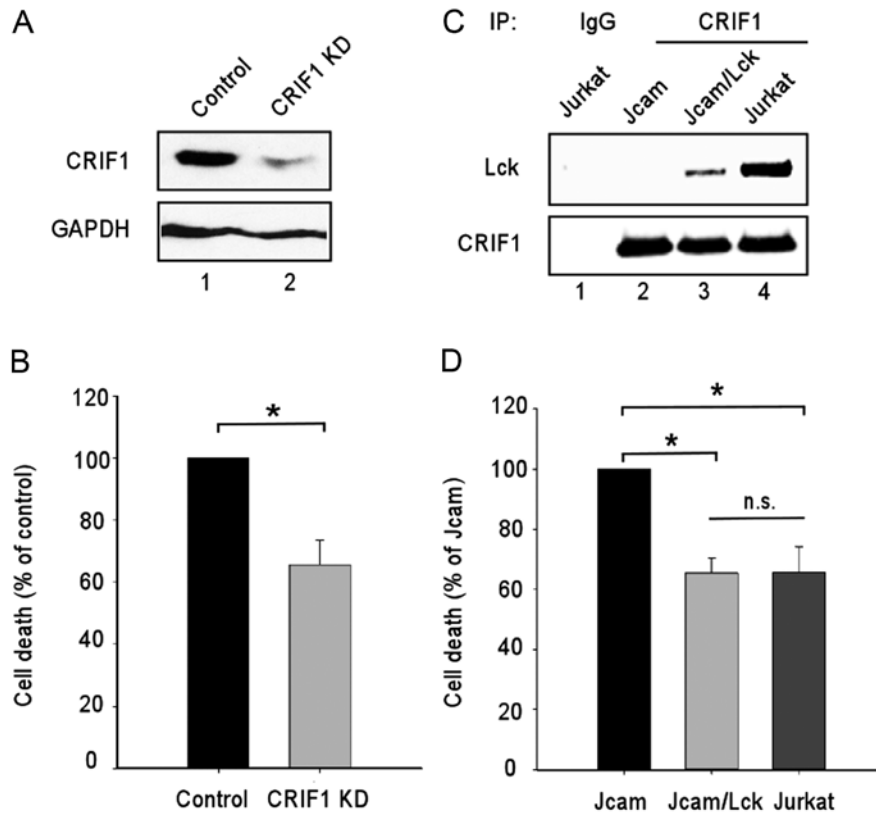 A
Control
CRIF1 KD
CRIF1
GAPDH
1 2
C IP: IgG CRIF1
Jurkat
Jcam
Jcam/Lck
Jurkat
Lck
CRIF1
1 2 3 4
B
Cell death (% of control)
120
100
80
60
40
20
0
*
Control CRIF1 KD
D
Cell death (% of Jcam)
120
100
80
60
40
20
0
*
*
n.s.
Jcam Jcam/Lck Jurkat